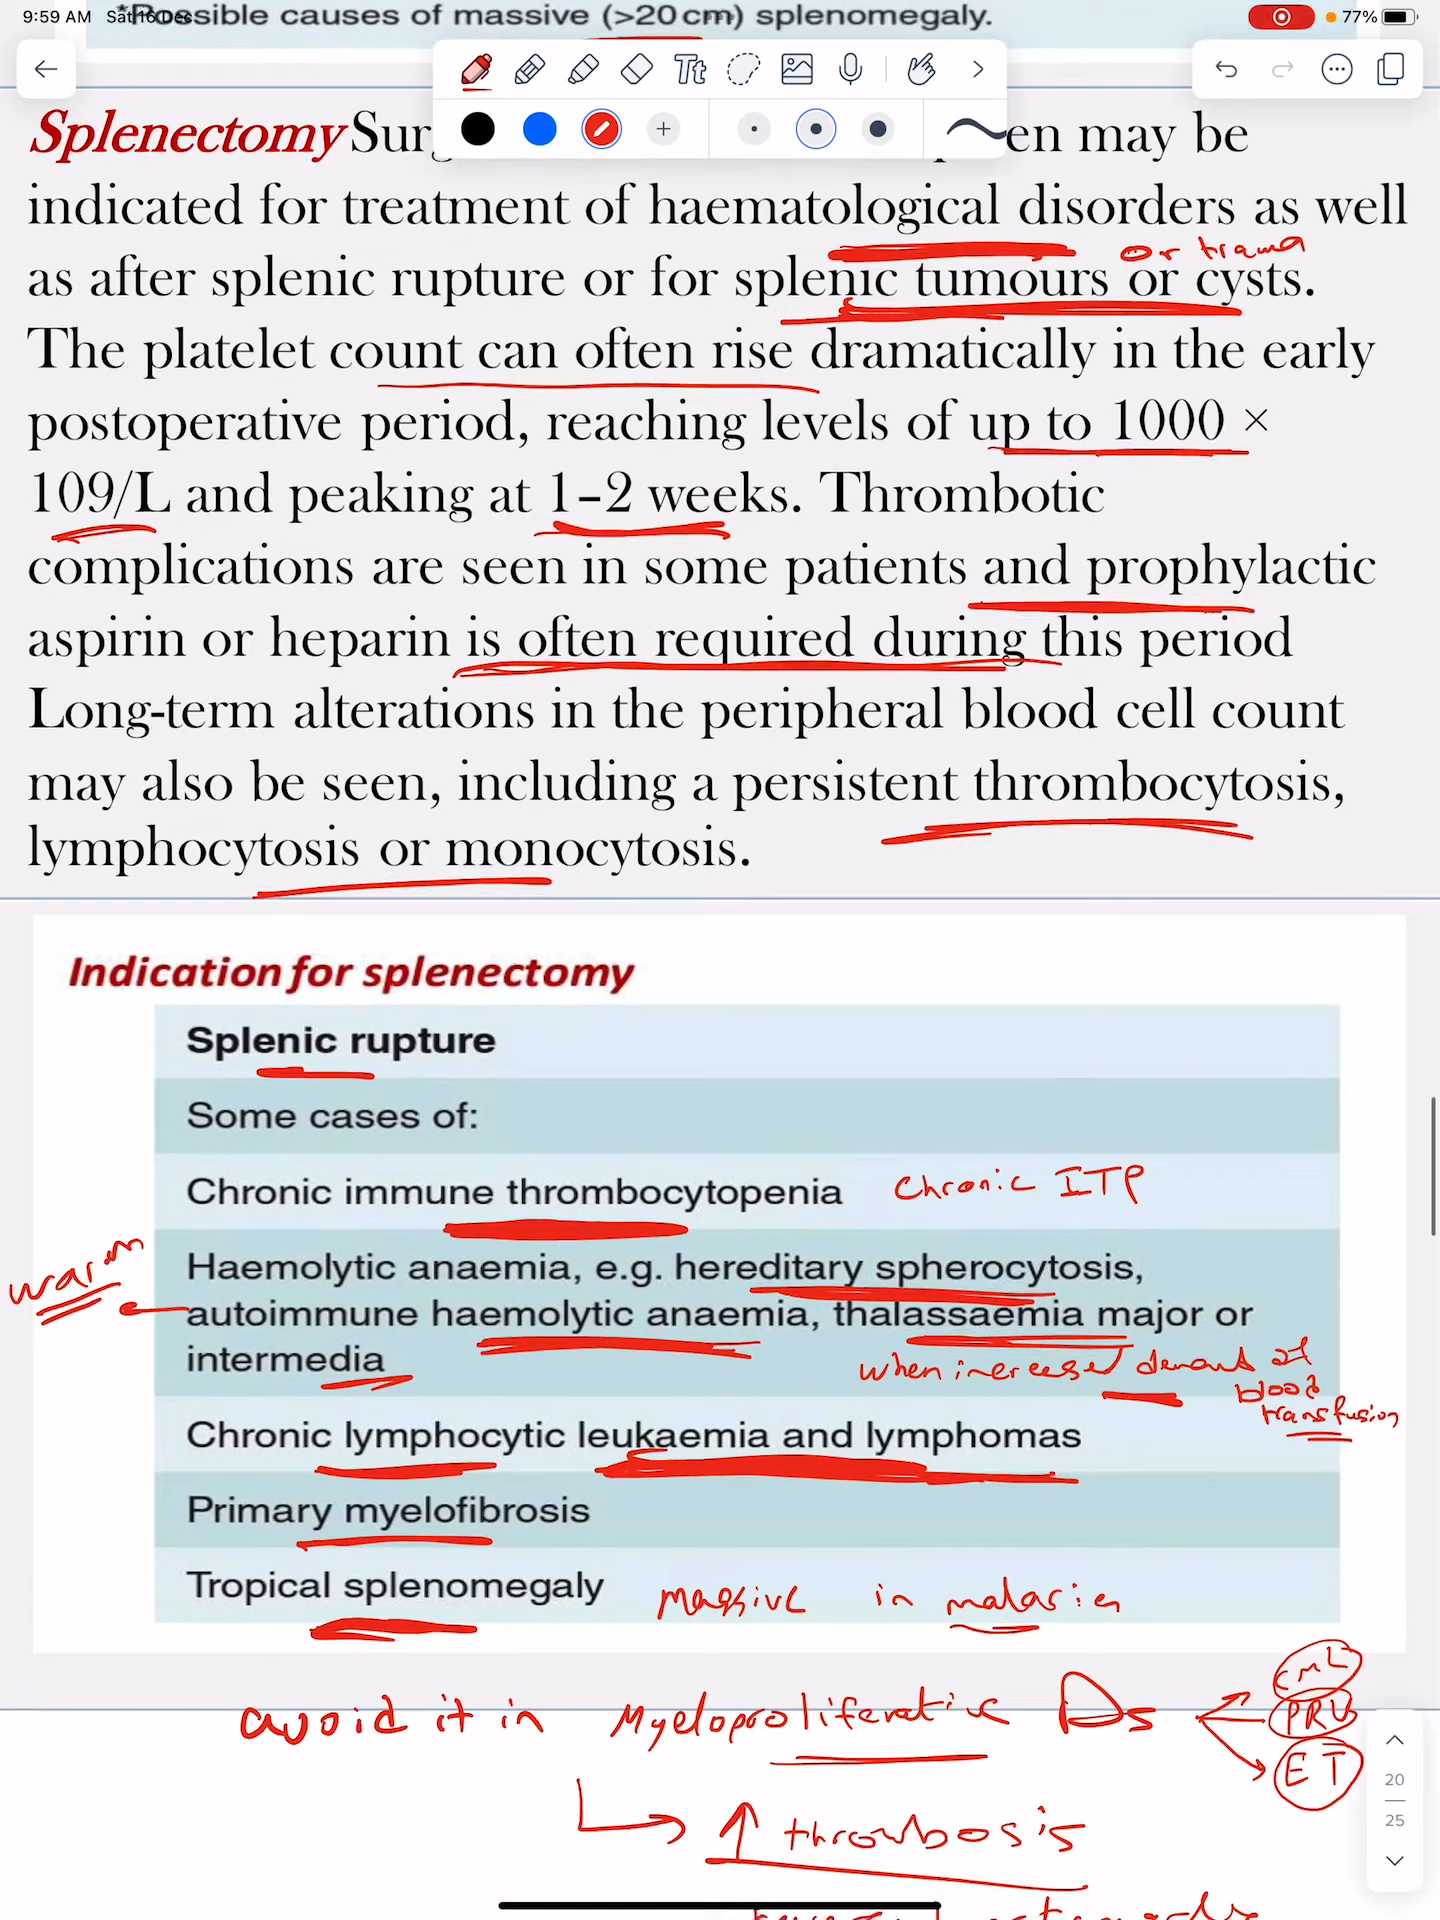 9:59 AM Sat 16 Dec
77%
*Possible causes of massive (>20 cm) splenomegaly.
Tt
Splenectomy Sur en may be
indicated for treatment of haematological disorders as well
or trauma
as after splenic rupture or for splenic tumours or cysts.
The platelet count can often rise dramatically in the early
postoperative period, reaching levels of up to 1000 ×
109/L and peaking at 1–2 weeks. Thrombotic
complications are seen in some patients and prophylactic
aspirin or heparin is often required during this period
Long-term alterations in the peripheral blood cell count
may also be seen, including a persistent thrombocytosis,
lymphocytosis or monocytosis.
Indication for splenectomy
Splenic rupture
Some cases of:
Chronic immune thrombocytopenia chronic ITP
Haemolytic anaemia, e.g. hereditary spherocytosis,
warm autoimmune haemolytic anaemia, thalassaemia major or
intermedia
when increased demand of
blood
transfusion
Chronic lymphocytic leukaemia and lymphomas
Primary myelofibrosis
Tropical splenomegaly massive in malaria
avoid it in Myeloproliferative Ds
CML
PRV
ET
↑ thrombosis
20
25